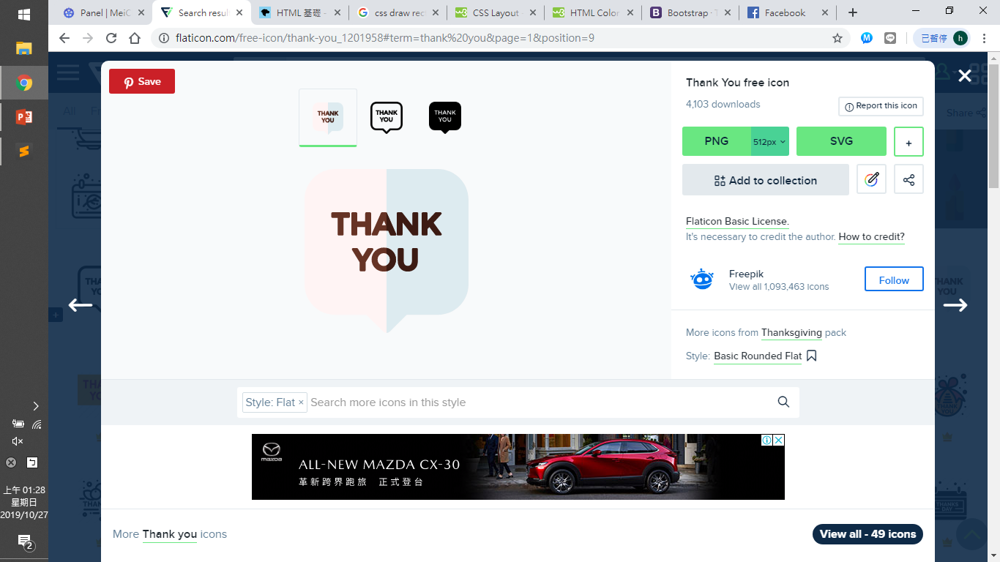 Panel | MeiC
Search result
HTML 基礎 -
css draw rec
CSS Layout -
HTML Color
Bootstrap - T
Facebook
flaticon.com/free-icon/thank-you_1201958#term=thank%20you&page=1&position=9
已暫停 h
All
Share
Save
THANK
YOU
THANK
YOU
THANK
YOU
THANK
YOU
Thank You free icon
4,103 downloads
Report this icon
PNG 512px SVG +
Add to collection
Flaticon Basic License.
It's necessary to credit the author. How to credit?
Freepik
View all 1,093,463 icons
Follow
More icons from Thanksgiving pack
Style: Basic Rounded Flat
Style: Flat × Search more icons in this style
mazda
ALL-NEW MAZDA CX-30
革新跨界跑旅 正式登台
More Thank you icons
View all - 49 icons
THANKS
DAY
上午 01:28
星期日
2019/10/27
2